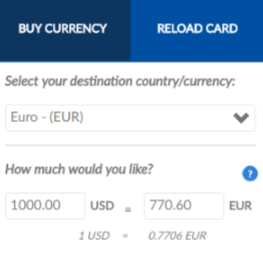 BUY CURRENCY RELOAD CARD
Select your destination country/currency:
Euro - (EUR)
How much would you like? ?
1000.00 USD = 770.60 EUR
1 USD = 0.7706 EUR